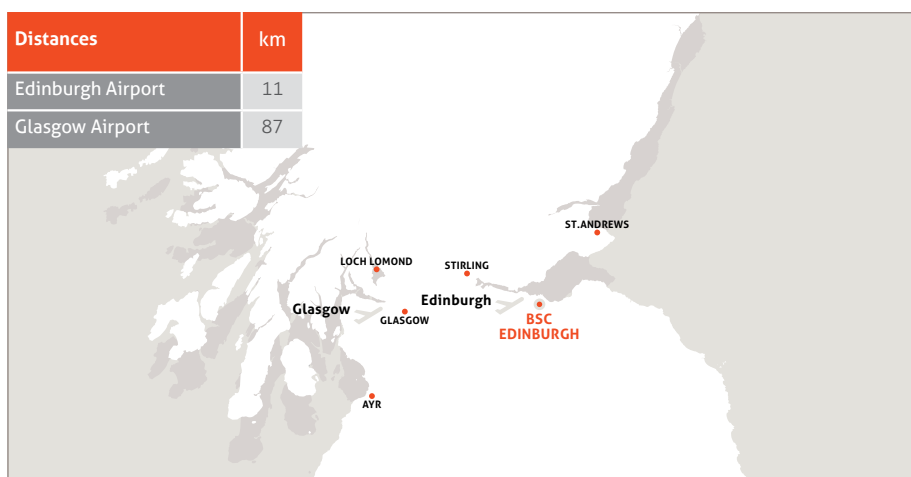 Distances km
Edinburgh Airport 11
Glasgow Airport 87
ST.ANDREWS
LOCH LOMOND
STIRLING
Edinburgh
Glasgow
GLASGOW
BSC
EDINBURGH
AYR